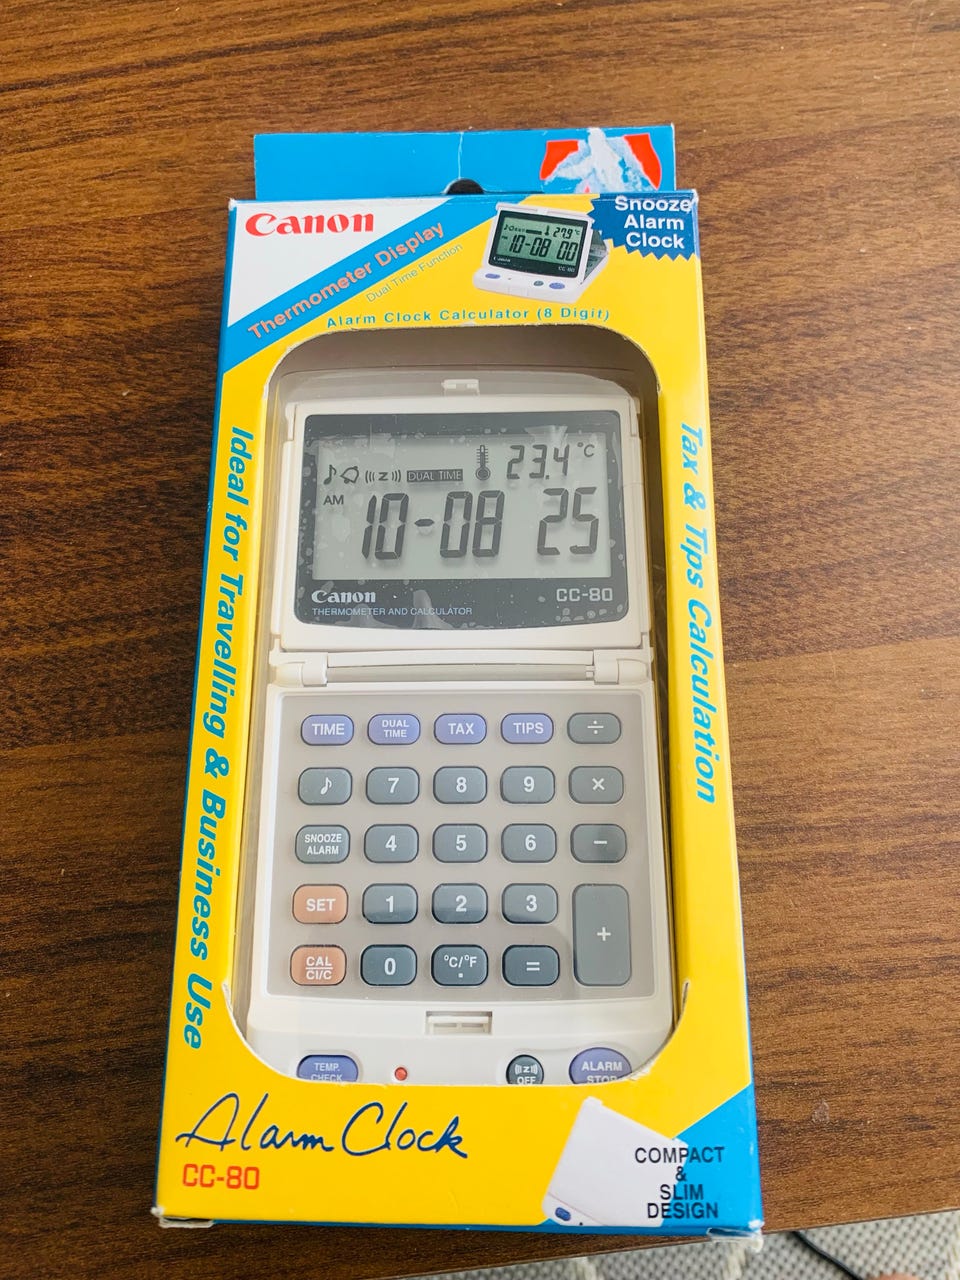 Canon
Thermometer Display
Dual Time Function
Snooze
Alarm
Clock
27.9 °C
10-08 00
CC-80
Alarm Clock Calculator (8 Digit)
Ideal for Travelling & Business Use
Tax & Tips Calculation
((z)) DUAL TIME 23.4 °C
AM 10-08 25
Canon CC-80
THERMOMETER AND CALCULATOR
TIME DUAL TIME TAX TIPS ÷
♪ 7 8 9 ×
SNOOZE ALARM 4 5 6 −
SET 1 2 3 +
CAL CI/C 0 °C/°F . =
TEMP. CHECK ((z)) OFF ALARM STOP
Alarm Clock
CC-80
COMPACT
&
SLIM
DESIGN